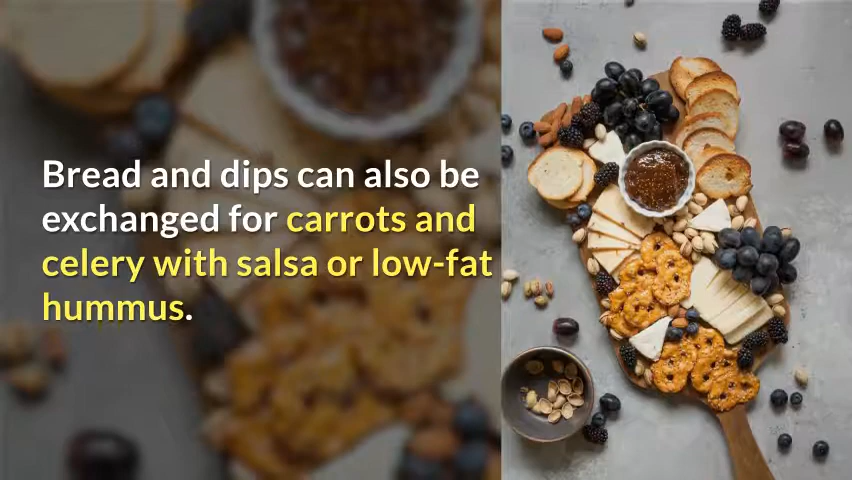 Bread and dips can also be
exchanged for carrots and
celery with salsa or low-fat
hummus.